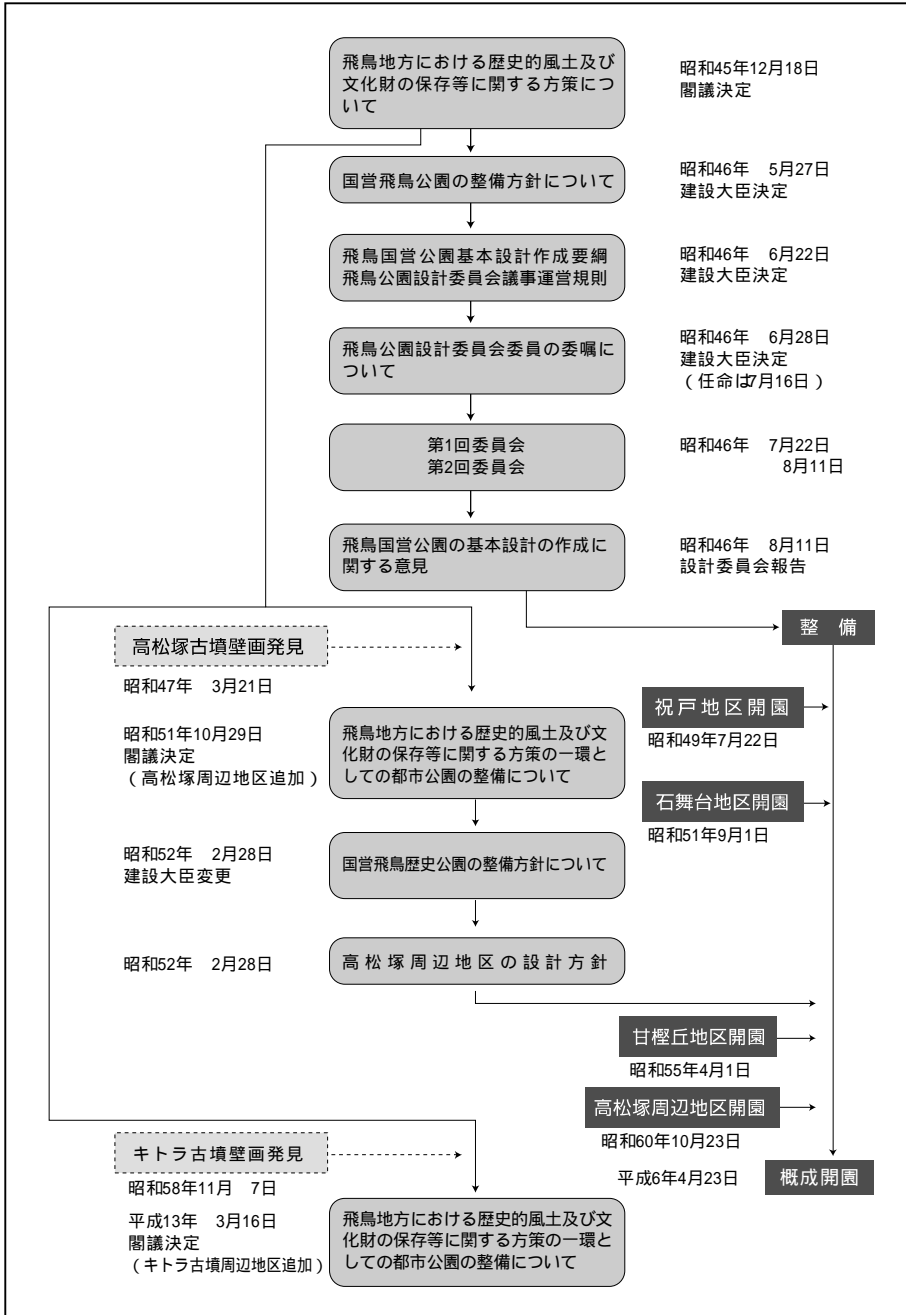 飛鳥地方における歴史的風土及び
文化財の保存等に関する方策につ
いて
昭和45年12月18日
閣議決定
国営飛鳥公園の整備方針について
昭和46年　5月27日
建設大臣決定
飛鳥国営公園基本設計作成要綱
飛鳥公園設計委員会議事運営規則
昭和46年　6月22日
建設大臣決定
飛鳥公園設計委員会委員の委嘱に
ついて
昭和46年　6月28日
建設大臣決定
（任命は7月16日）
第1回委員会
第2回委員会
昭和46年　7月22日
8月11日
飛鳥国営公園の基本設計の作成に
関する意見
昭和46年　8月11日
設計委員会報告
整　備
高松塚古墳壁画発見
昭和47年　3月21日
祝戸地区開園
昭和49年7月22日
昭和51年10月29日
閣議決定
（高松塚周辺地区追加）
飛鳥地方における歴史的風土及び文
化財の保存等に関する方策の一環と
しての都市公園の整備について
石舞台地区開園
昭和51年9月1日
昭和52年　2月28日
建設大臣変更
国営飛鳥歴史公園の整備方針について
昭和52年　2月28日
高松塚周辺地区の設計方針
甘樫丘地区開園
昭和55年4月1日
高松塚周辺地区開園
昭和60年10月23日
平成6年4月23日
概成開園
キトラ古墳壁画発見
昭和58年11月　7日
平成13年　3月16日
閣議決定
（キトラ古墳周辺地区追加）
飛鳥地方における歴史的風土及び文
化財の保存等に関する方策の一環と
しての都市公園の整備について